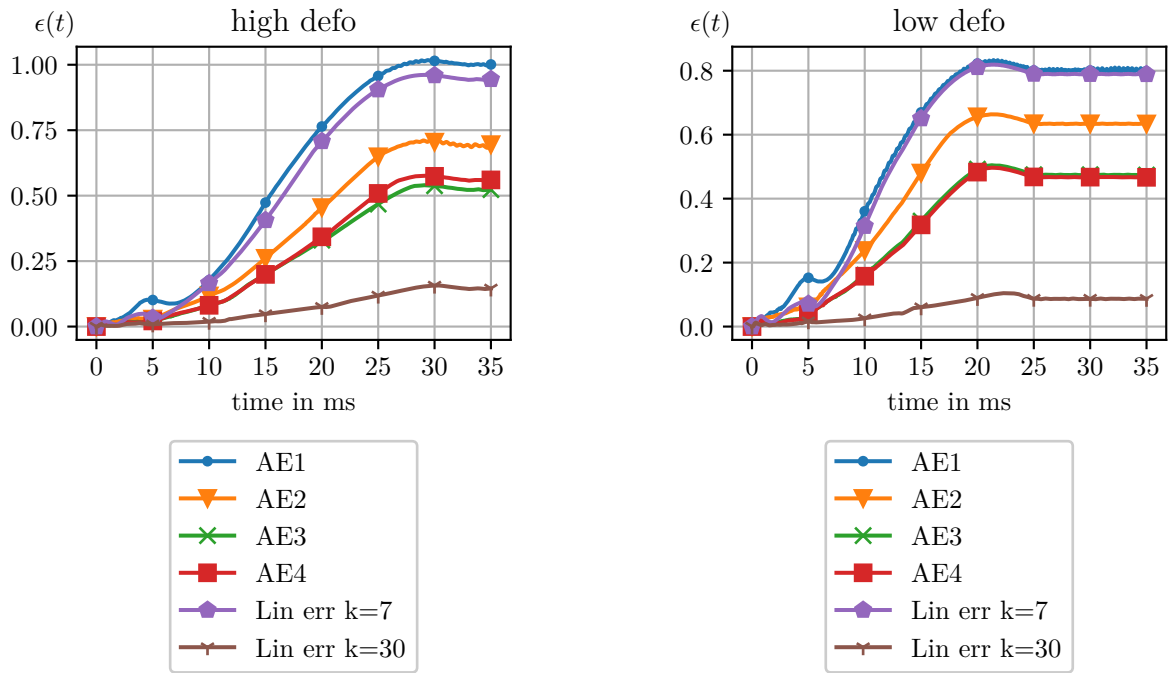 ϵ(t) high defo
1.00
0.75
0.50
0.25
0.00
0 5 10 15 20 25 30 35
time in ms
AE1
AE2
AE3
AE4
Lin err k=7
Lin err k=30
ϵ(t) low defo
0.8
0.6
0.4
0.2
0.0
0 5 10 15 20 25 30 35
time in ms
AE1
AE2
AE3
AE4
Lin err k=7
Lin err k=30